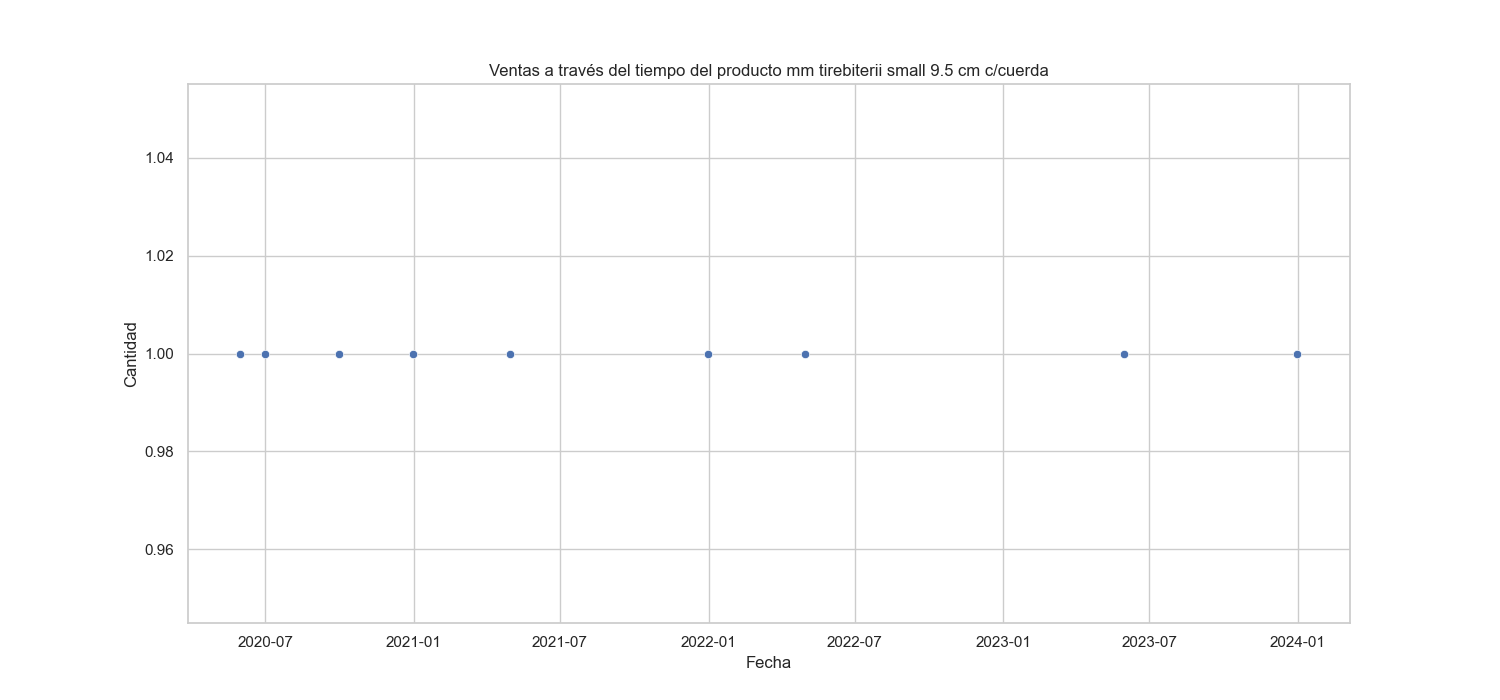 Ventas a través del tiempo del producto mm tirebiterii small 9.5 cm c/cuerda
1.04
1.02
1.00
0.98
0.96
Cantidad
2020-07 2021-01 2021-07 2022-01 2022-07 2023-01 2023-07 2024-01
Fecha